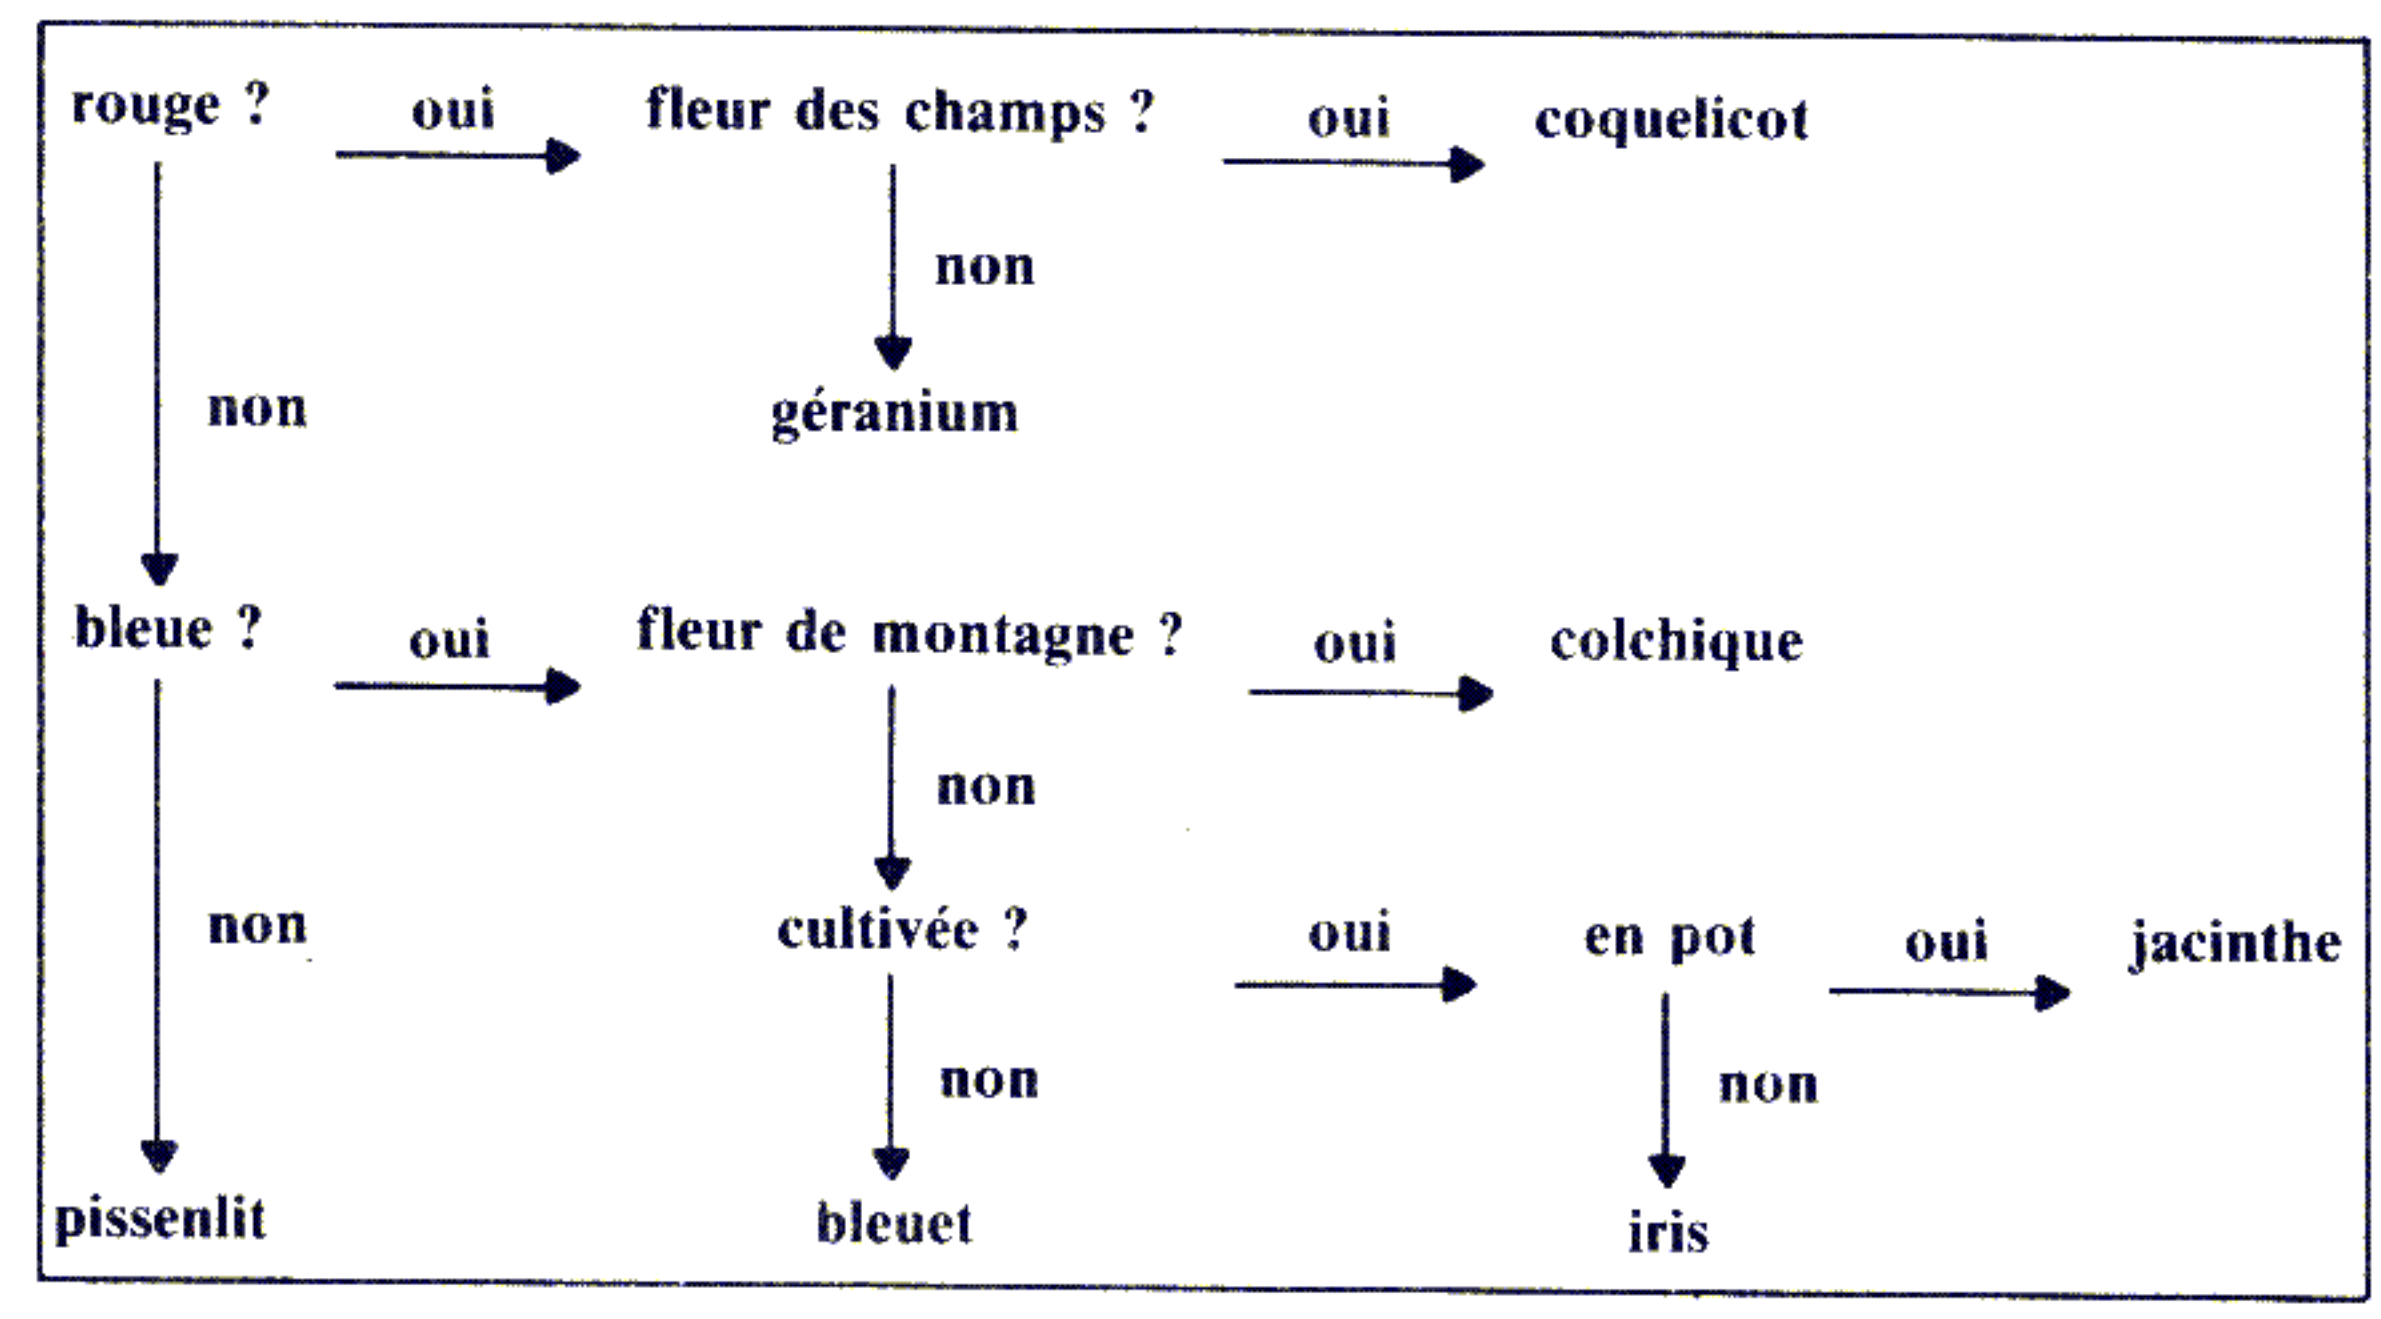 rouge ? oui fleur des champs ? oui coquelicot
non
géranium
non
bleue ? oui fleur de montagne ? oui colchique
non
cultivée ? oui en pot oui jacinthe
non
non
non
pissenlit bleuet iris